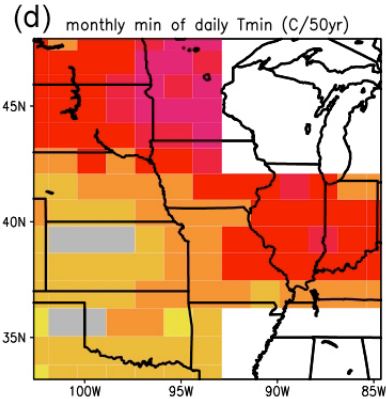 (d) monthly min of daily Tmin (C/50yr)
45N
40N
35N
100W 95W 90W 85W